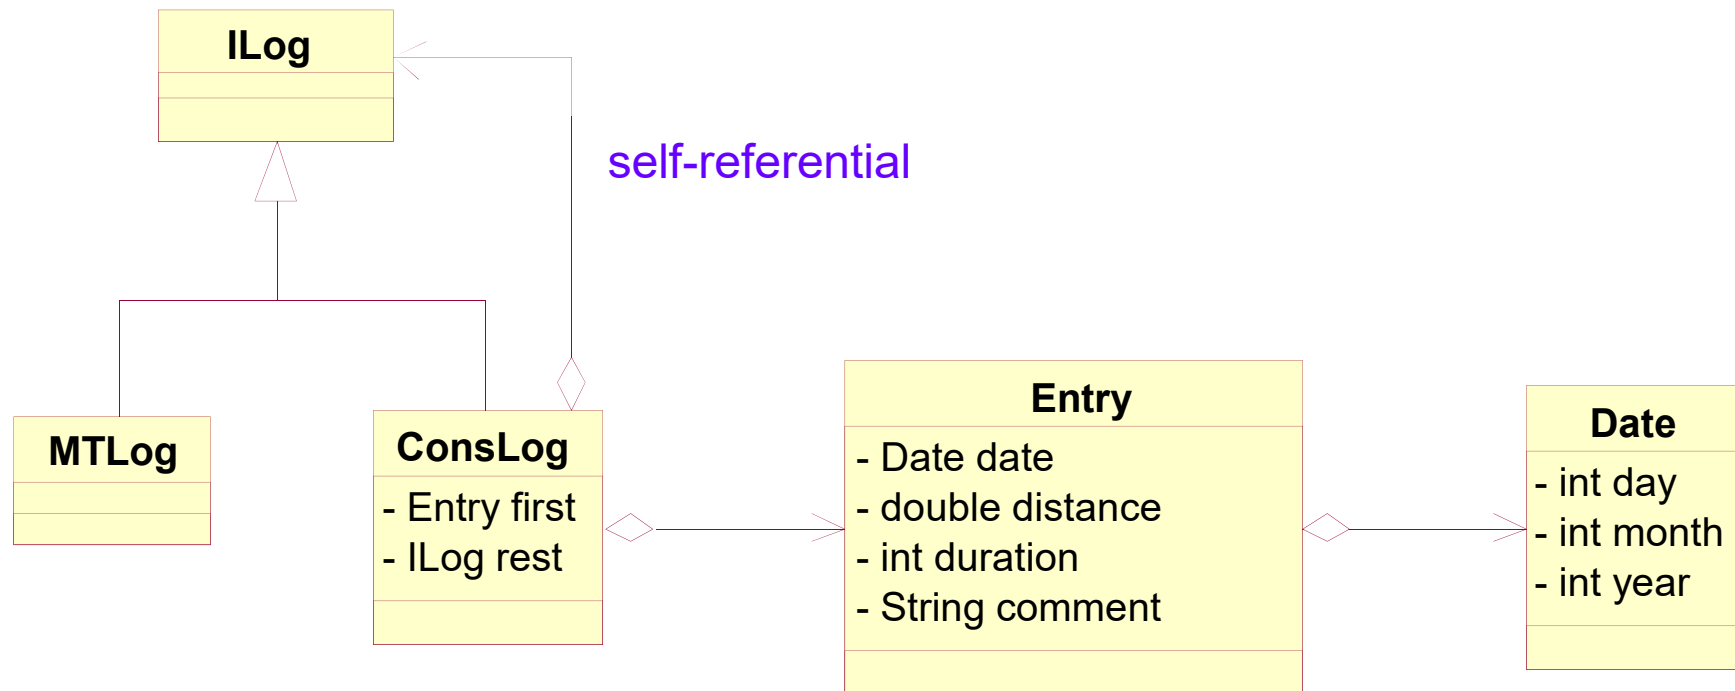 ILog
self-referential
MTLog
ConsLog
- Entry first
- ILog rest
Entry
- Date date
- double distance
- int duration
- String comment
Date
- int day
- int month
- int year